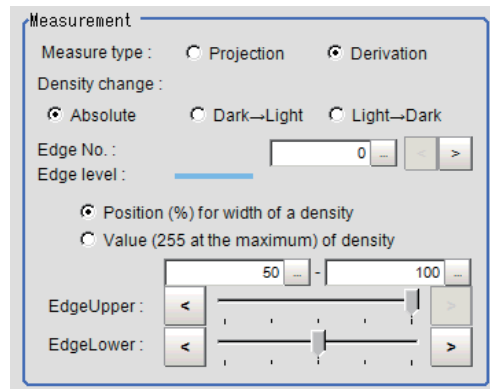 Measurement
Measure type : Projection Derivation
Density change :
Absolute Dark→Light Light→Dark
Edge No. : 0 ... < >
Edge level :
Position (%) for width of a density
Value (255 at the maximum) of density
50 ... - 100 ...
EdgeUpper : < >
EdgeLower : < >